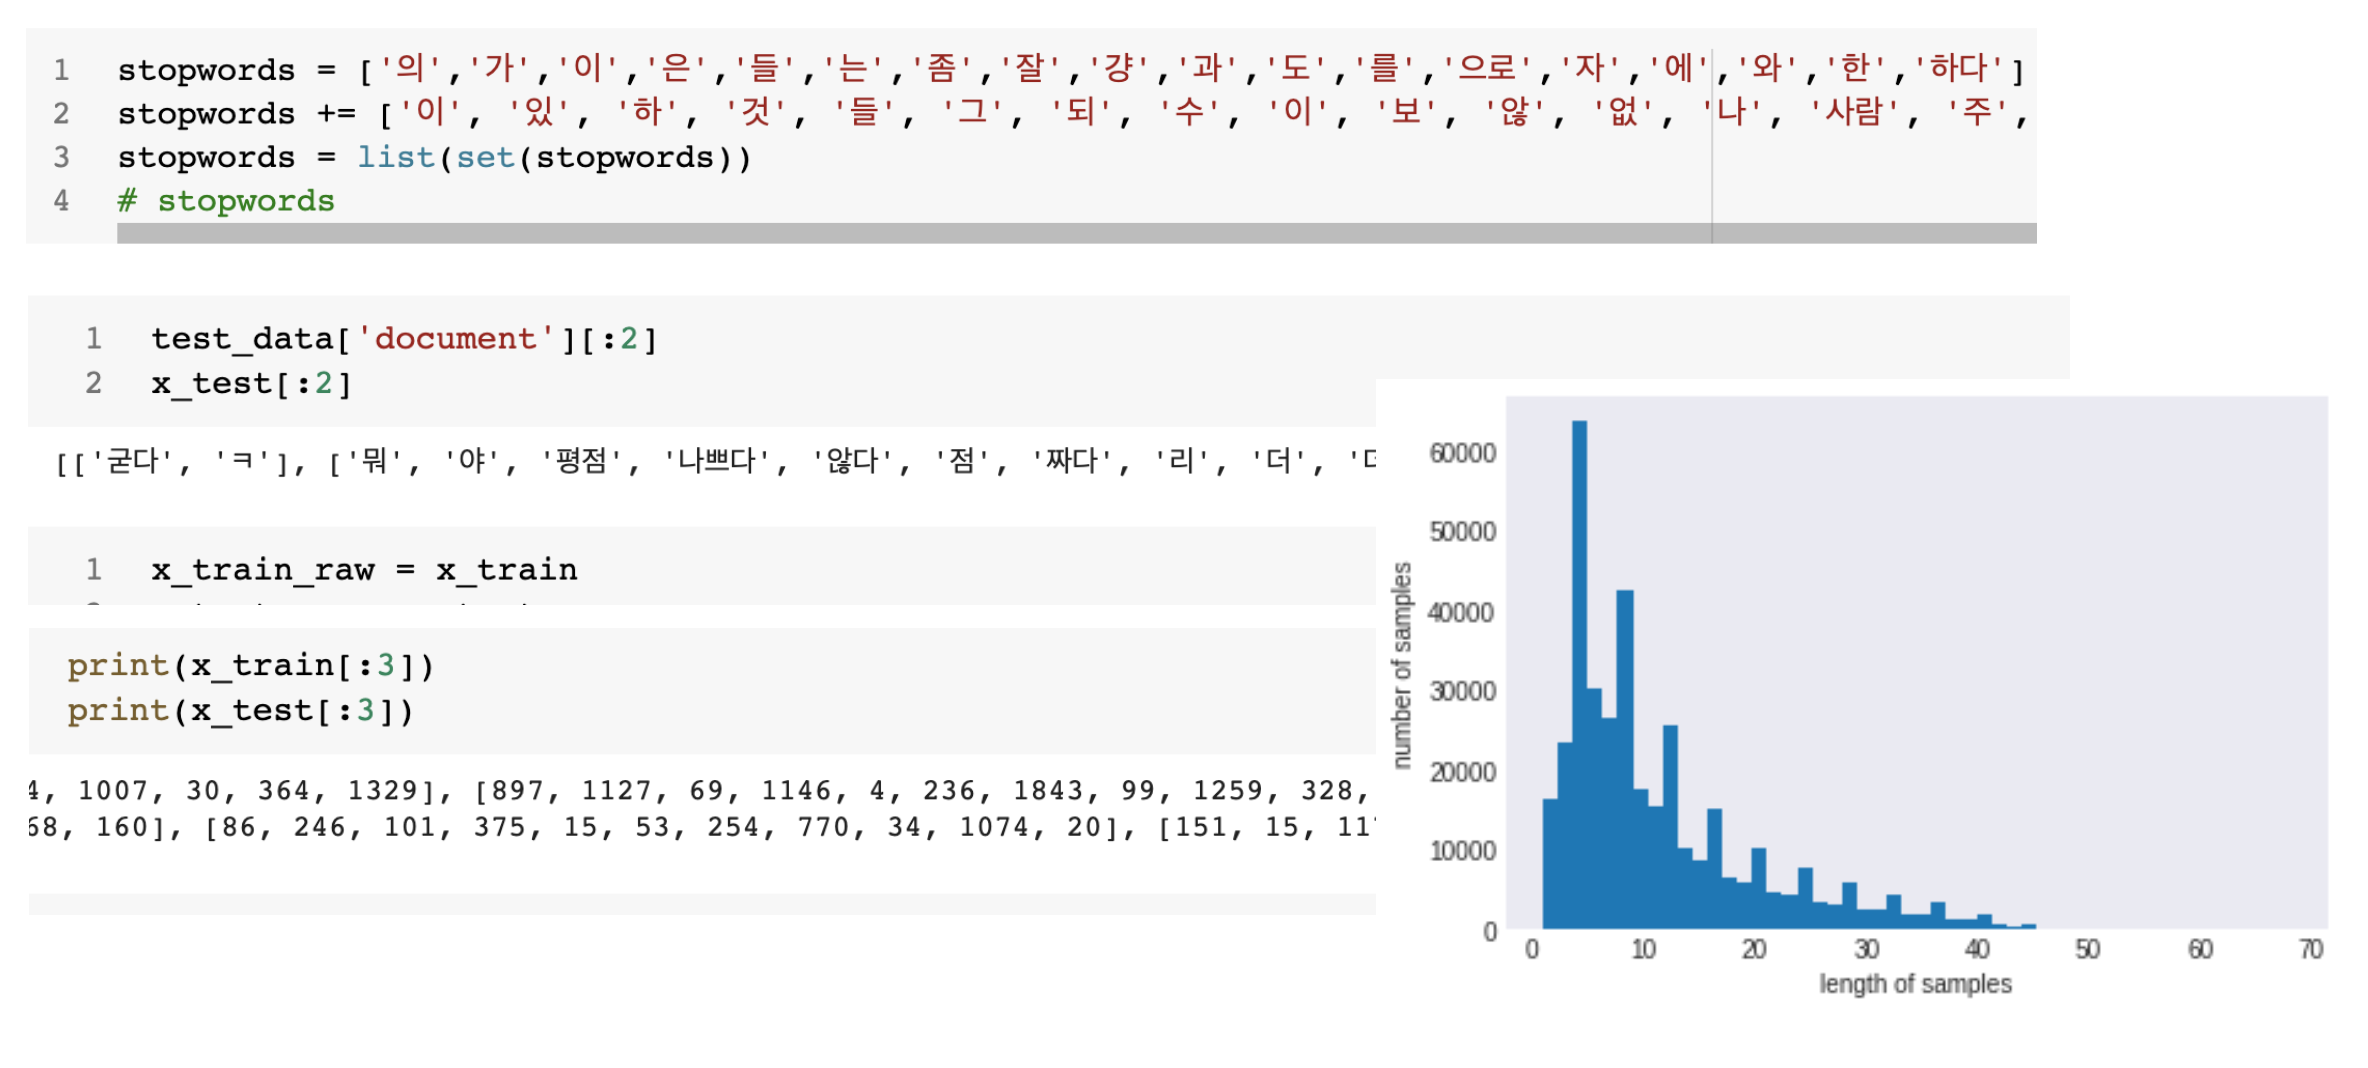 1 stopwords = ['의','가','이','은','들','는','좀','잘','걍','과','도','를','으로','자','에','와','한','하다']
2 stopwords += ['이', '있', '하', '것', '들', '그', '되', '수', '이', '보', '않', '없', '나', '사람', '주',
3 stopwords = list(set(stopwords))
4 # stopwords
1 test_data['document'][:2]
2 x_test[:2]
[['굳다', 'ㅋ'], ['뭐', '야', '평점', '나쁘다', '않다', '점', '짜다', '리', '더', '
1 x_train_raw = x_train
print(x_train[:3])
print(x_test[:3])
4, 1007, 30, 364, 1329], [897, 1127, 69, 1146, 4, 236, 1843, 99, 1259, 328,
68, 160], [86, 246, 101, 375, 15, 53, 254, 770, 34, 1074, 20], [151, 15,
number of samples
60000
50000
40000
30000
20000
10000
0
0 10 20 30 40 50 60 70
length of samples